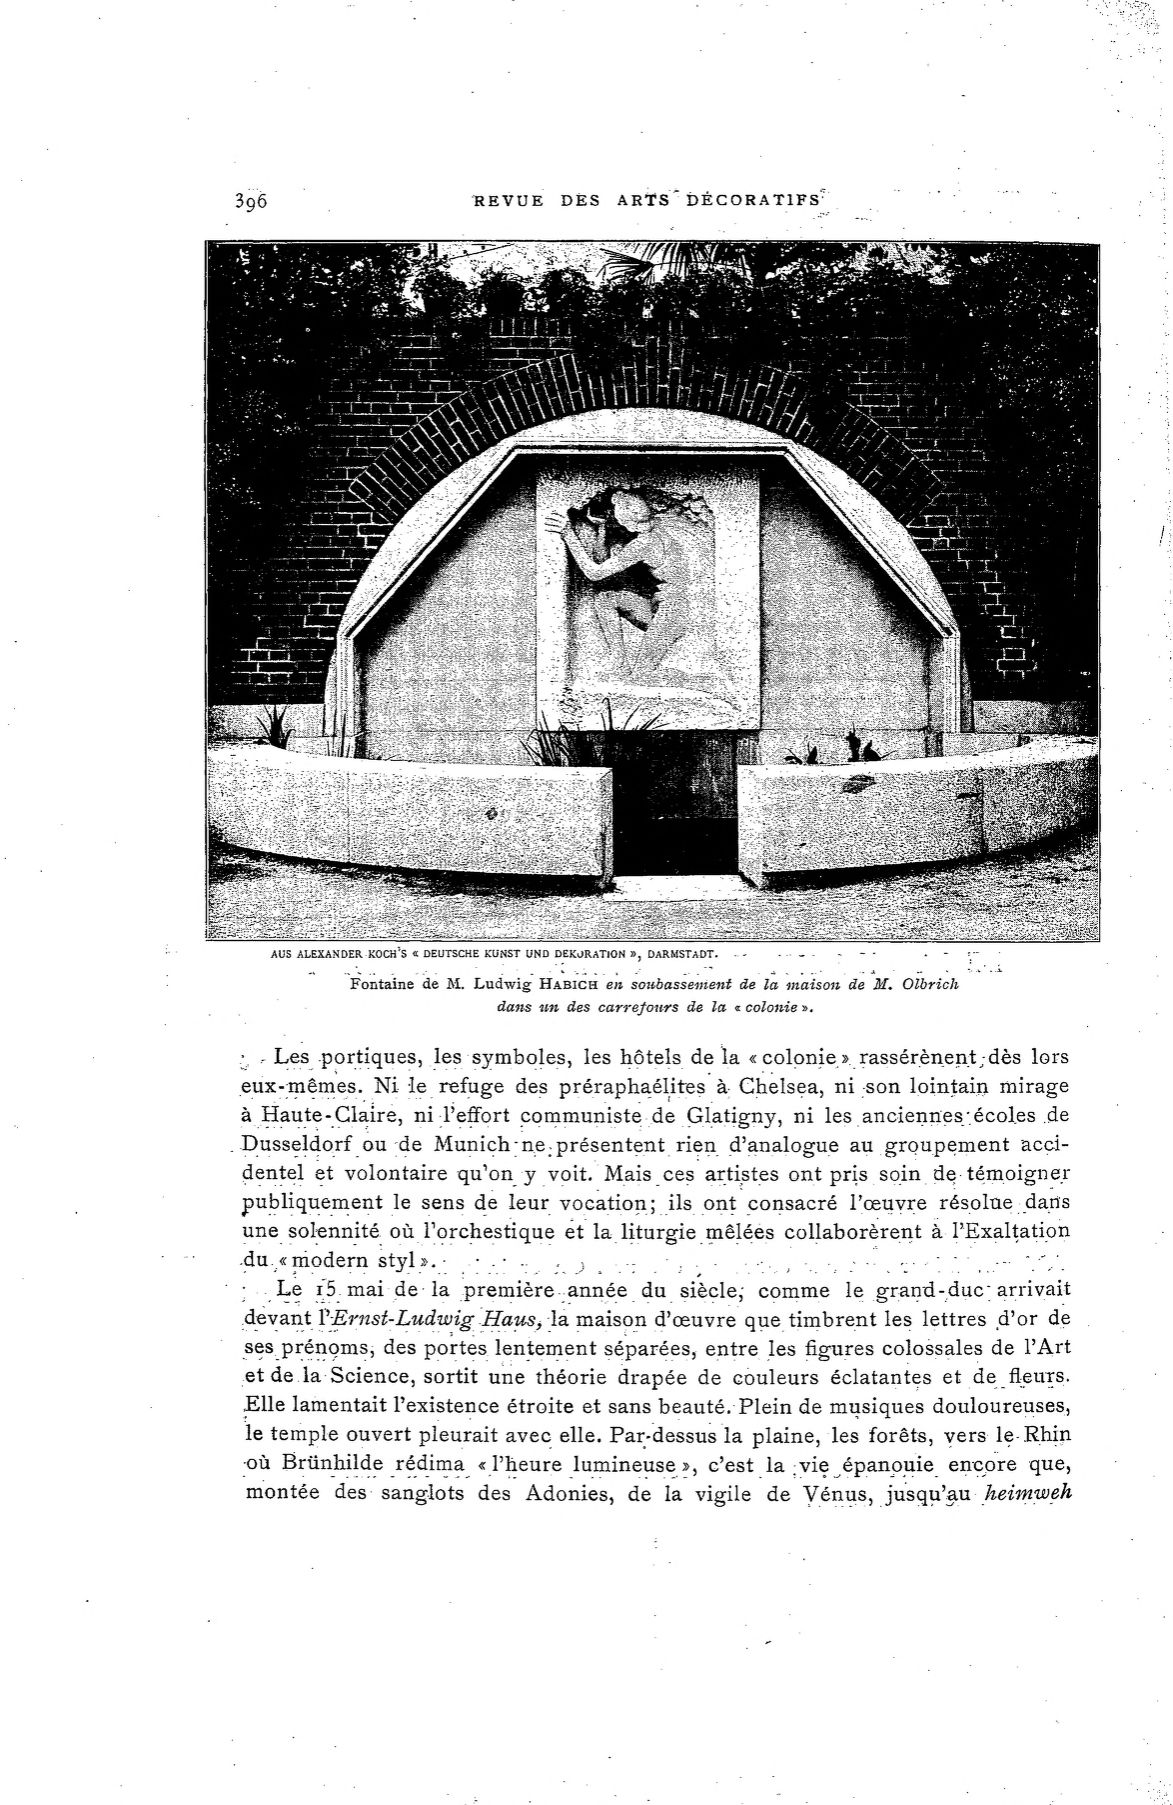 396
REVUE DES ARTS DÉCORATIFS
AUS ALEXANDER KOCH'S « DEUTSCHE KUNST UND DEKORATION », DARMSTADT.
Fontaine de M. Ludwig HABICH en soubassement de la maison de M. Olbrich
dans un des carrefours de la « colonie ».
Les portiques, les symboles, les hôtels de la « colonie » rassérènent dès lors
eux-mêmes. Ni le refuge des préraphaélites à Chelsea, ni son lointain mirage
à Haute-Claire, ni l'effort communiste de Glatigny, ni les anciennes écoles de
Dusseldorf ou de Munich ne présentent rien d'analogue au groupement acci-
dentel et volontaire qu'on y voit. Mais ces artistes ont pris soin de témoigner
publiquement le sens de leur vocation; ils ont consacré l'œuvre résolue dans
une solennité où l'orchestique et la liturgie mêlées collaborèrent à l'Exaltation
du « modern styl ».
Le 15 mai de la première année du siècle, comme le grand-duc arrivait
devant l'Ernst-Ludwig Haus, la maison d'œuvre que timbrent les lettres d'or de
ses prénoms, des portes lentement séparées, entre les figures colossales de l'Art
et de la Science, sortit une théorie drapée de couleurs éclatantes et de fleurs.
Elle lamentait l'existence étroite et sans beauté. Plein de musiques douloureuses,
le temple ouvert pleurait avec elle. Par-dessus la plaine, les forêts, vers le Rhin
où Brünhilde rédima « l'heure lumineuse », c'est la vie épanouie encore que,
montée des sanglots des Adonies, de la vigile de Vénus, jusqu'au heimweh